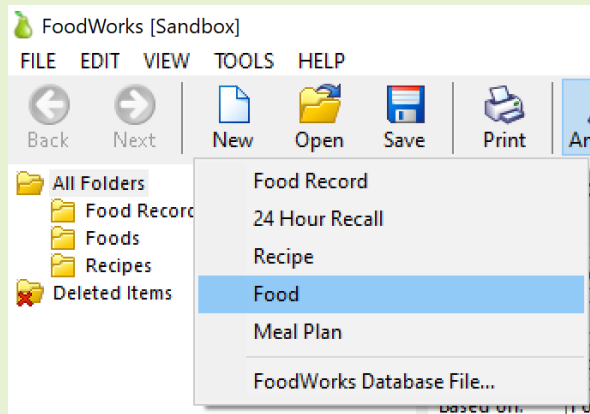 FoodWorks [Sandbox]
FILE EDIT VIEW TOOLS HELP
Back Next New Open Save Print
All Folders
Food Record
Foods
Recipes
Deleted Items
Food Record
24 Hour Recall
Recipe
Food
Meal Plan
FoodWorks Database File...